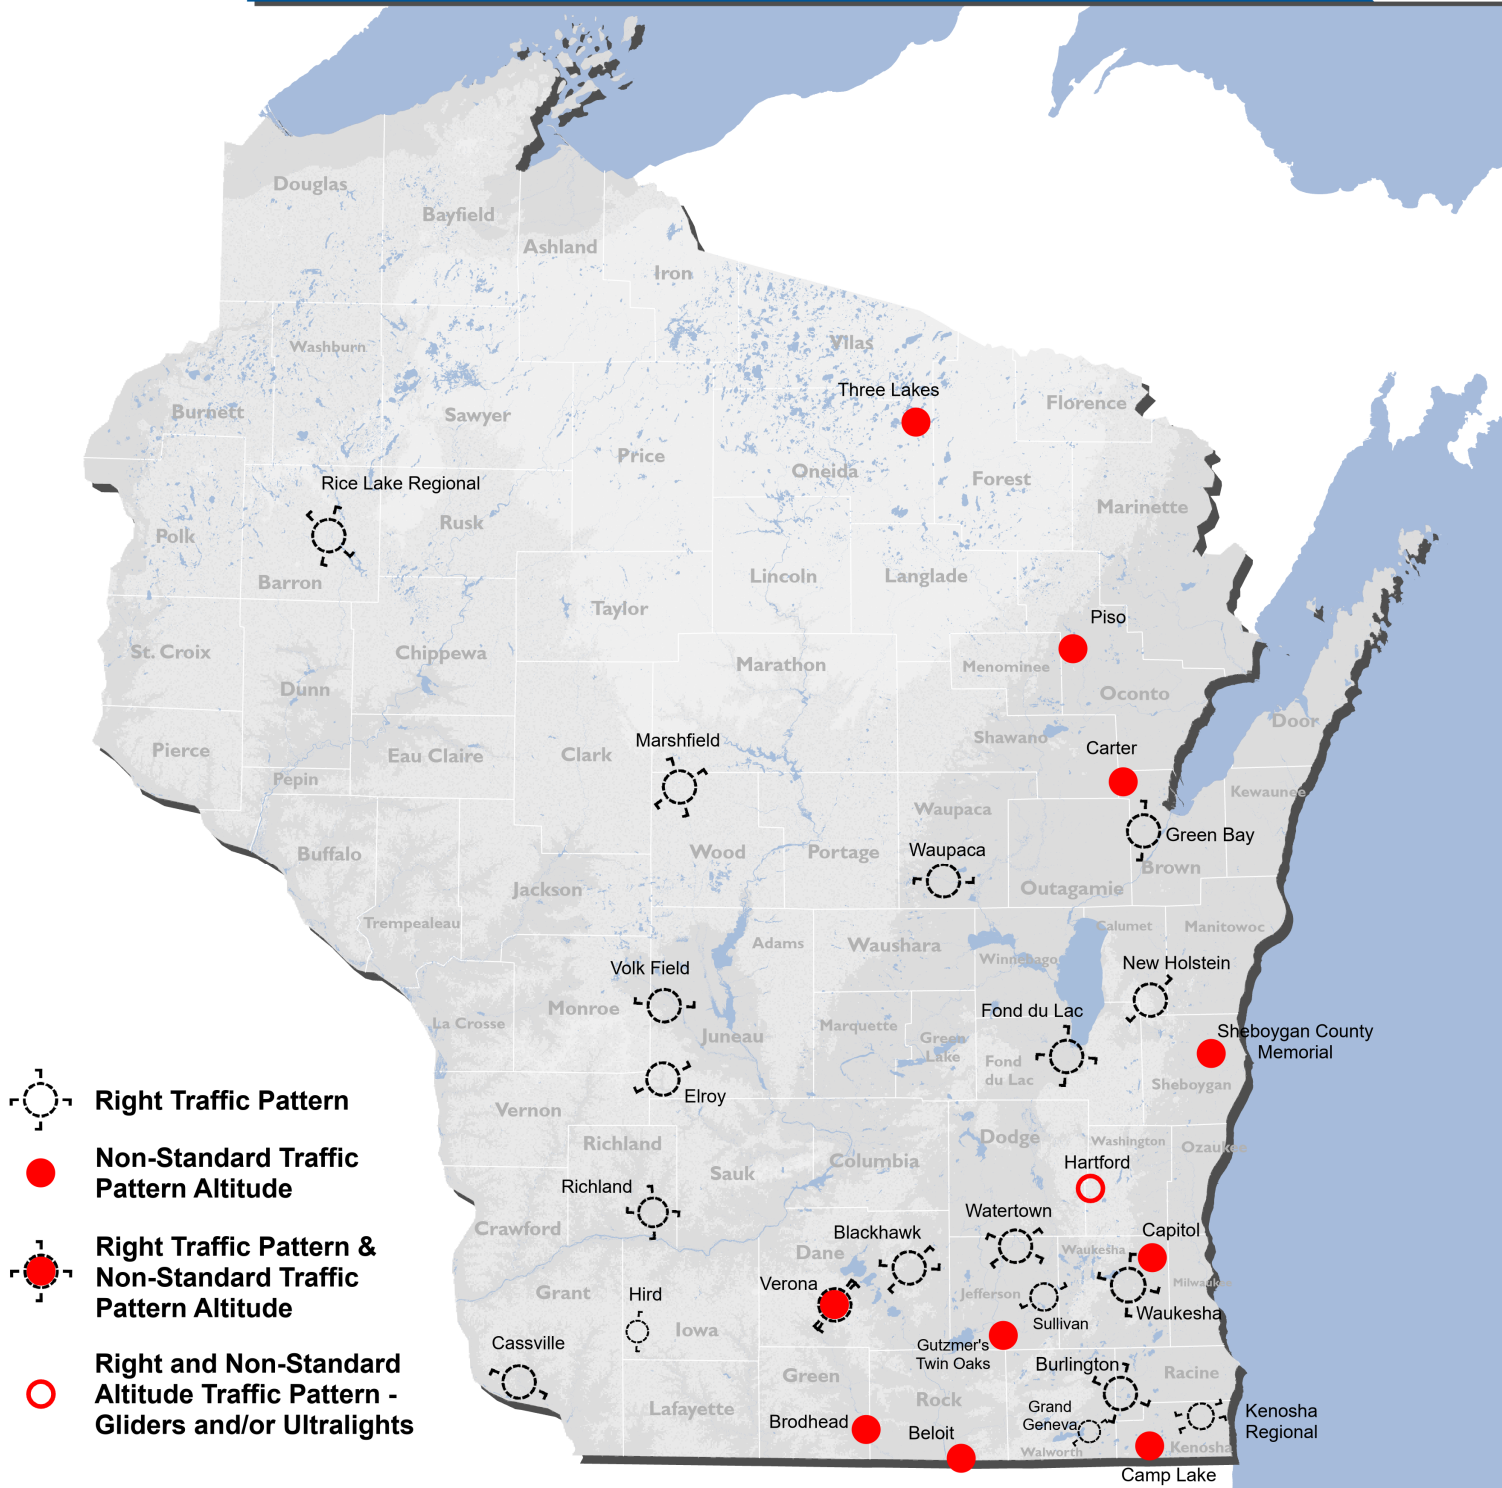 Douglas
Bayfield
Ashland
Iron
Washburn
Vilas
Three Lakes
Burnett
Sawyer
Florence
Price
Oneida
Forest
Rice Lake Regional
Rusk
Marinette
Polk
Barron
Lincoln
Langlade
Taylor
Piso
St. Croix
Chippewa
Marathon
Menominee
Dunn
Oconto
Door
Marshfield
Shawano
Pierce
Eau Claire
Clark
Carter
Pepin
Kewaunee
Waupaca
Green Bay
Buffalo
Wood
Portage
Waupaca
Brown
Jackson
Outagamie
Trempealeau
Adams
Waushara
Calumet
Manitowoc
Winnebago
New Holstein
Volk Field
Monroe
Fond du Lac
La Crosse
Juneau
Marquette
Green
Lake
Sheboygan County
Memorial
Fond
du Lac
Sheboygan
Elroy
Right Traffic Pattern
Vernon
Richland
Dodge
Washington
Ozaukee
Non-Standard Traffic
Pattern Altitude
Sauk
Columbia
Hartford
Richland
Crawford
Watertown
Blackhawk
Capitol
Right Traffic Pattern &
Non-Standard Traffic
Pattern Altitude
Dane
Waukesha
Verona
Grant
Hird
Jefferson
Milwaukee
Waukesha
Sullivan
Iowa
Cassville
Gutzmer's
Twin Oaks
Burlington
Right and Non-Standard
Altitude Traffic Pattern -
Gliders and/or Ultralights
Green
Rock
Racine
Lafayette
Grand
Geneva
Kenosha
Regional
Brodhead
Beloit
Walworth
Kenosha
Camp Lake